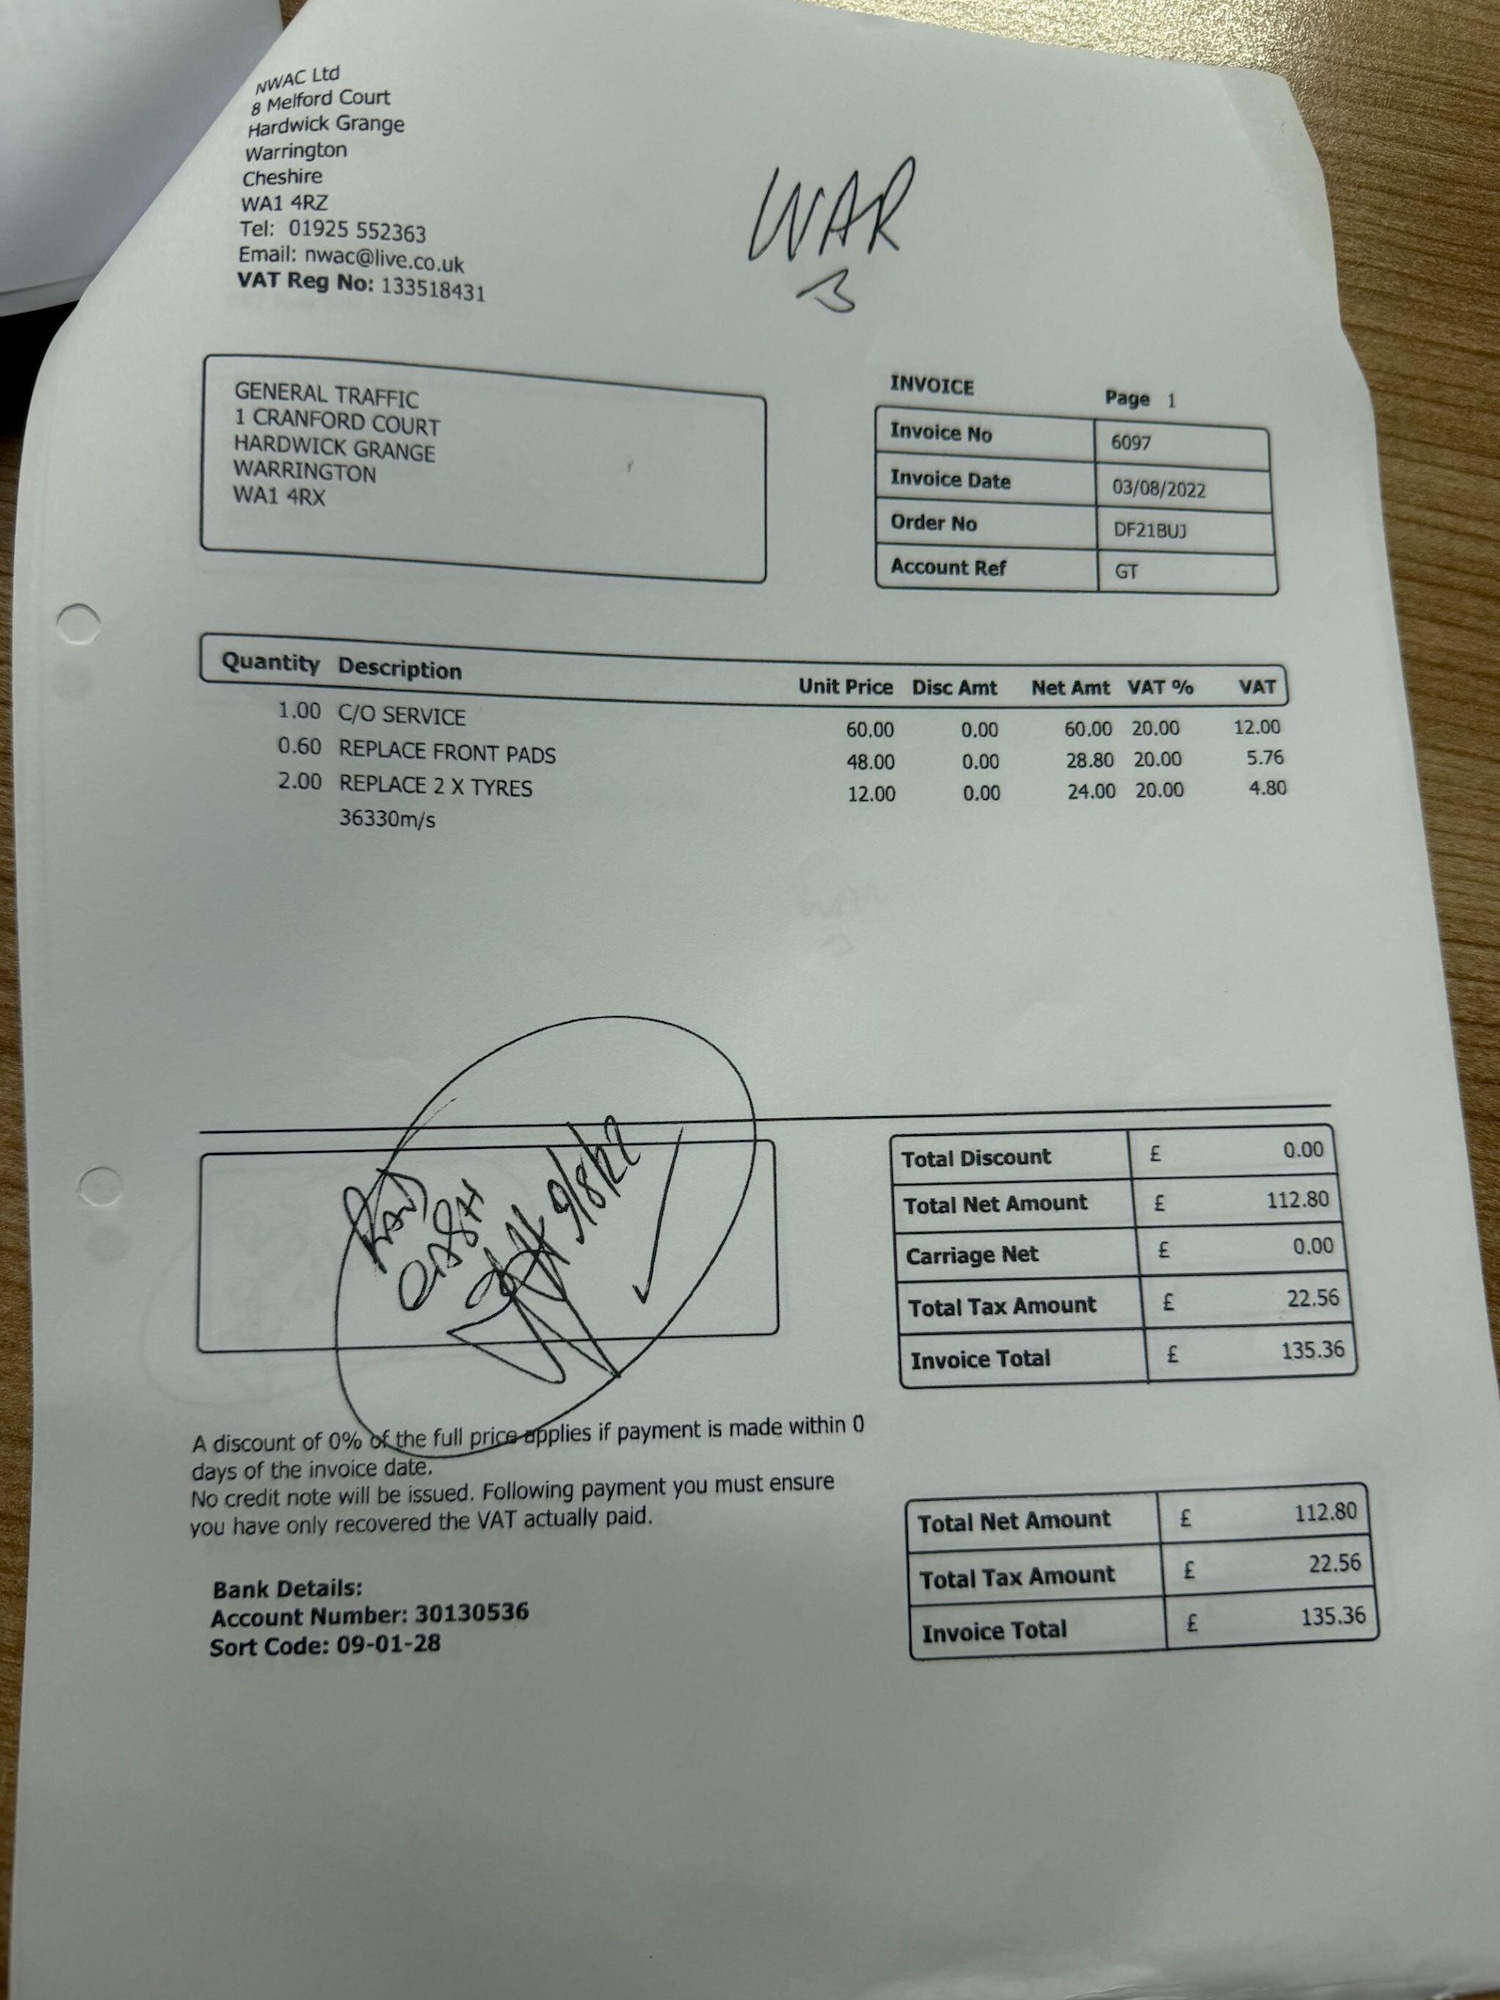 NWAC Ltd
8 Melford Court
Hardwick Grange
Warrington
Cheshire
WA1 4RZ
Tel: 01925 552363
Email: nwac@live.co.uk
VAT Reg No: 133518431
WAR
GENERAL TRAFFIC
1 CRANFORD COURT
HARDWICK GRANGE
WARRINGTON
WA1 4RX
INVOICE Page 1
Invoice No 6097
Invoice Date 03/08/2022
Order No DF21BUJ
Account Ref GT
Quantity Description Unit Price Disc Amt Net Amt VAT % VAT
1.00 C/O SERVICE 60.00 0.00 60.00 20.00 12.00
0.60 REPLACE FRONT PADS 48.00 0.00 28.80 20.00 5.76
2.00 REPLACE 2 X TYRES 12.00 0.00 24.00 20.00 4.80
36330m/s
CASH
9/8/22
Total Discount £ 0.00
Total Net Amount £ 112.80
Carriage Net £ 0.00
Total Tax Amount £ 22.56
Invoice Total £ 135.36
A discount of 0% of the full price applies if payment is made within 0
days of the invoice date.
No credit note will be issued. Following payment you must ensure
you have only recovered the VAT actually paid.
Bank Details:
Account Number: 30130536
Sort Code: 09-01-28
Total Net Amount £ 112.80
Total Tax Amount £ 22.56
Invoice Total £ 135.36